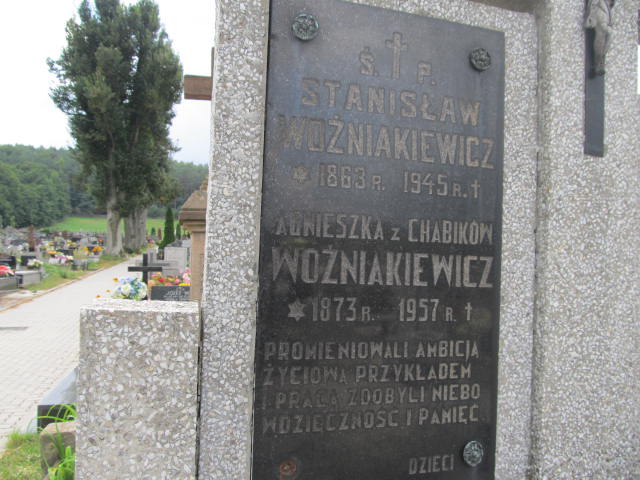 Ś. † P.
STANISŁAW
WOŹNIAKIEWICZ
* 1863 R. 1945 R. †
AGNIESZKA z CHABIKÓW
WOŹNIAKIEWICZ
* 1873 R. 1957 R. †
PROMIENIOWALI AMBICJĄ
ŻYCIOWĄ PRZYKŁADEM
I PRACĄ ZDOBYLI NIEBO
WDZIĘCZNOŚĆ I PAMIĘĆ
DZIECI